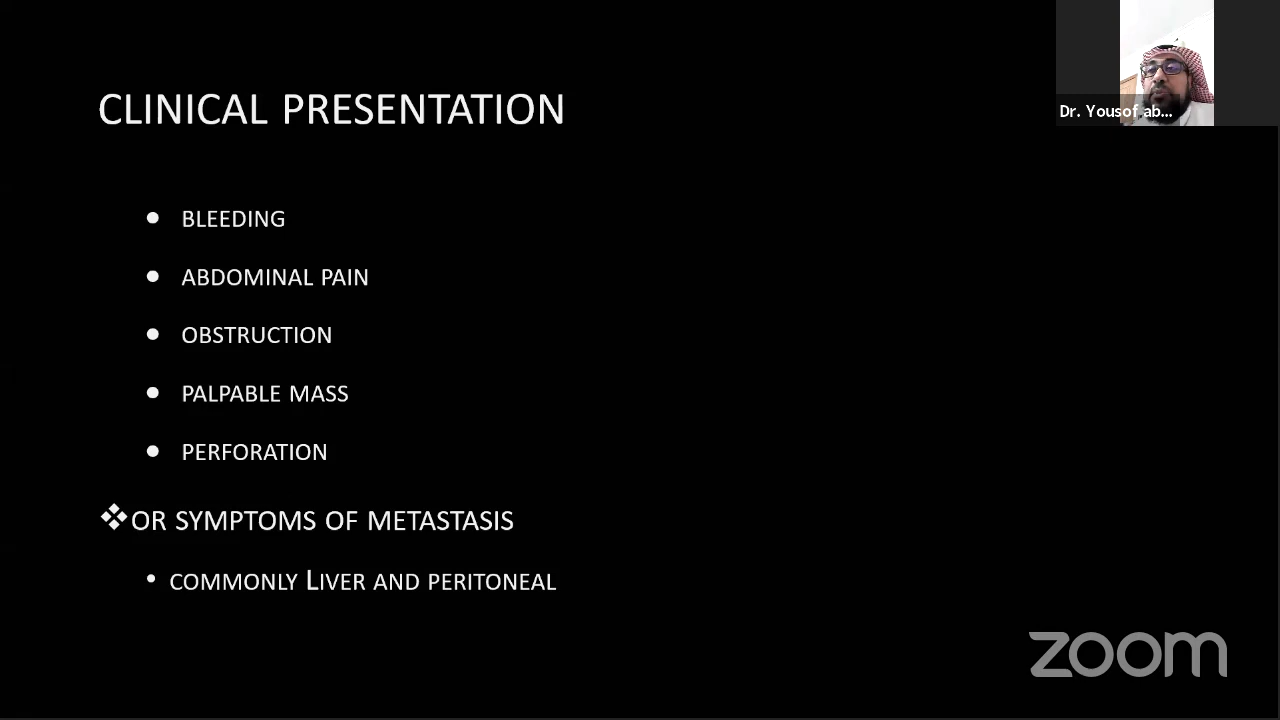 CLINICAL PRESENTATION
Dr. Yousof ab...
● BLEEDING
● ABDOMINAL PAIN
● OBSTRUCTION
● PALPABLE MASS
● PERFORATION
❖OR SYMPTOMS OF METASTASIS
• COMMONLY LIVER AND PERITONEAL
zoom